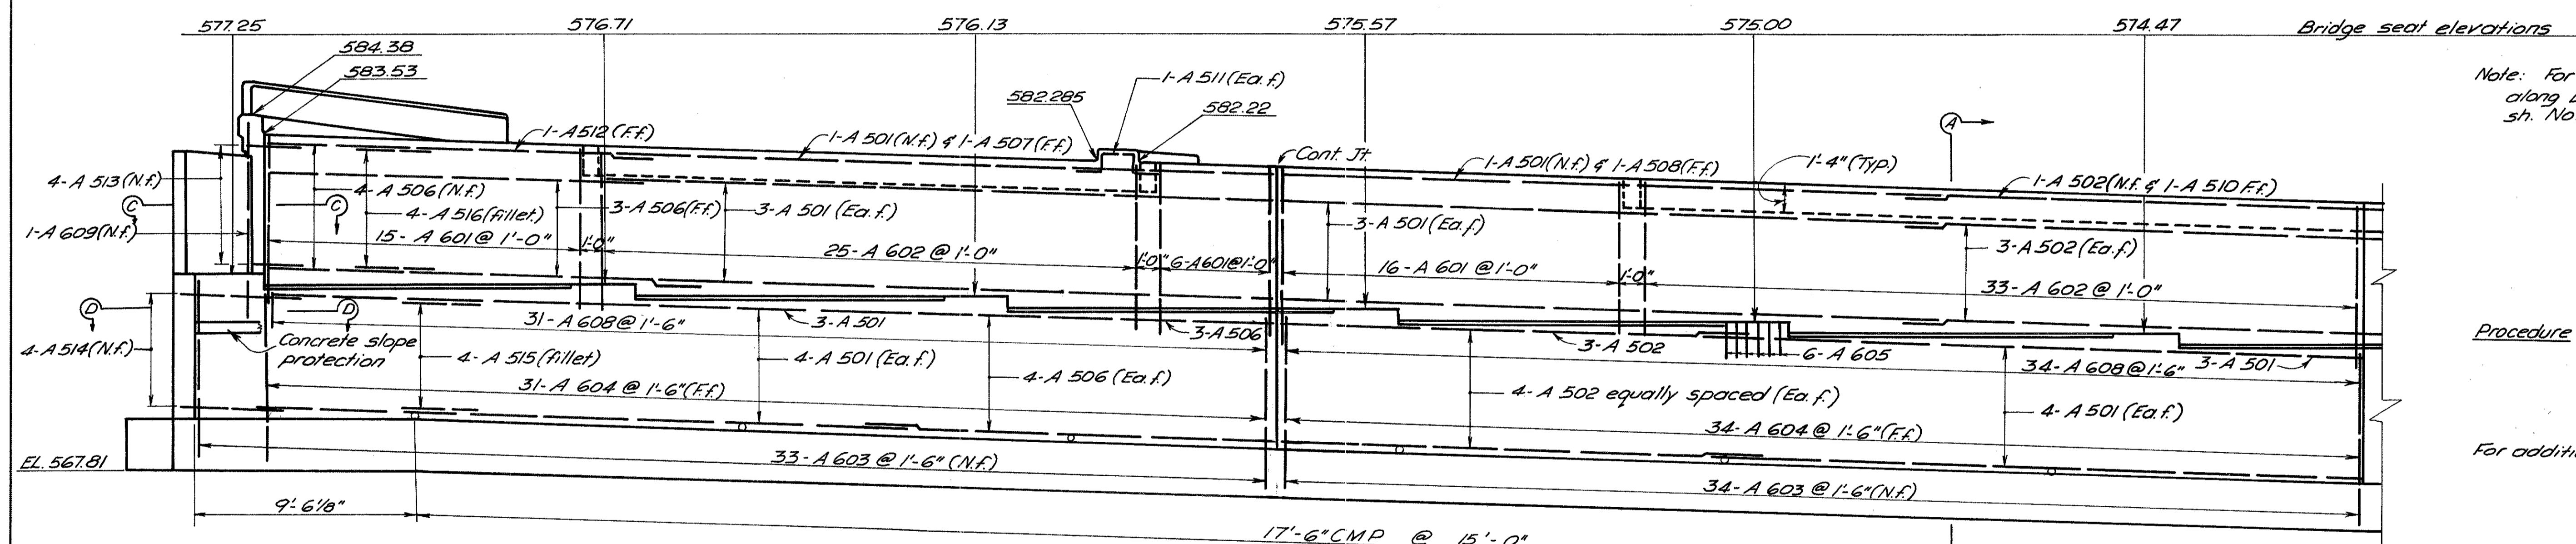 577.25
576.71
576.13
575.57
575.00
574.47
Bridge seat elevations
584.38
583.53
582.285
1-A 511 (Ea. f.)
582.22
Note: For
along
sh. No
A
1-A 512 (F.f.)
1-A 501 (N.f.) & 1-A 507 (F.f.)
Cont. Jt.
1-A 501 (N.f.) & 1-A 508 (F.f.)
1'-4" (Typ.)
1-A 502 (N.f. & 1-A 510 F.f.)
4-A 513 (N.f.)
4-A 506 (N.f.)
C
C
4-A 516 (fillet)
3-A 506 (F.f.)
3-A 501 (Ea. f.)
3-A 501 (Ea. f.)
3-A 502 (Ea. f.)
1-A 609 (N.f.)
15-A 601 @ 1'-0"
1'-0"
25-A 602 @ 1'-0"
1'-0"
6-A 601 @ 1'-0"
16-A 601 @ 1'-0"
1'-0"
33-A 602 @ 1'-0"
D
D
31-A 608 @ 1'-6"
3-A 501
3-A 506
3-A 502
6-A 605
34-A 608 @ 1'-6"
3-A 501
Procedure
Concrete slope
protection
4-A 514 (N.f.)
4-A 515 (fillet)
4-A 501 (Ea. f.)
4-A 506 (Ea. f.)
31-A 604 @ 1'-6" (F.f.)
4-A 502 equally spaced (Ea. f.)
4-A 501 (Ea. f.)
34-A 604 @ 1'-6" (F.f.)
EL. 567.81
33-A 603 @ 1'-6" (N.f.)
34-A 603 @ 1'-6" (N.f.)
For additi
9'-6 1/8"
17'-6" CMP @ 15'-0"